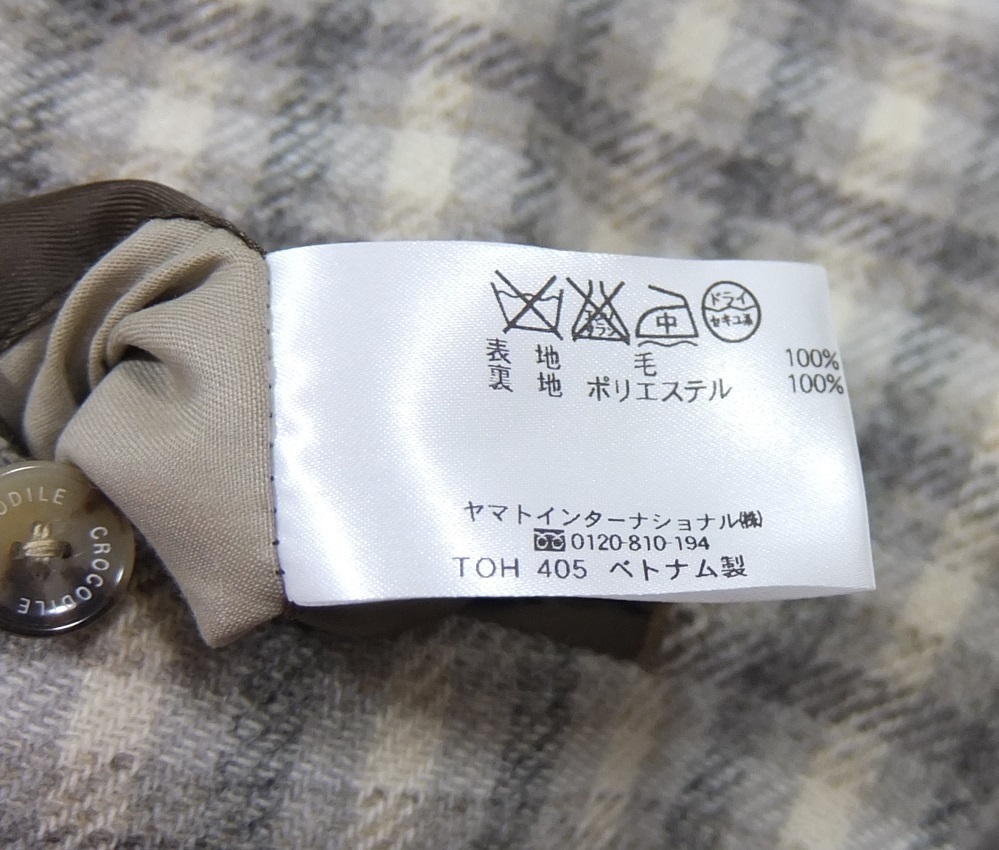 中 ドライ
セキユ系
表 地 毛 100%
裏 地 ポリエステル 100%
ヤマトインターナショナル㈱
0120-810-194
TOH 405 ベトナム製
CROCODILE
CROCODILE